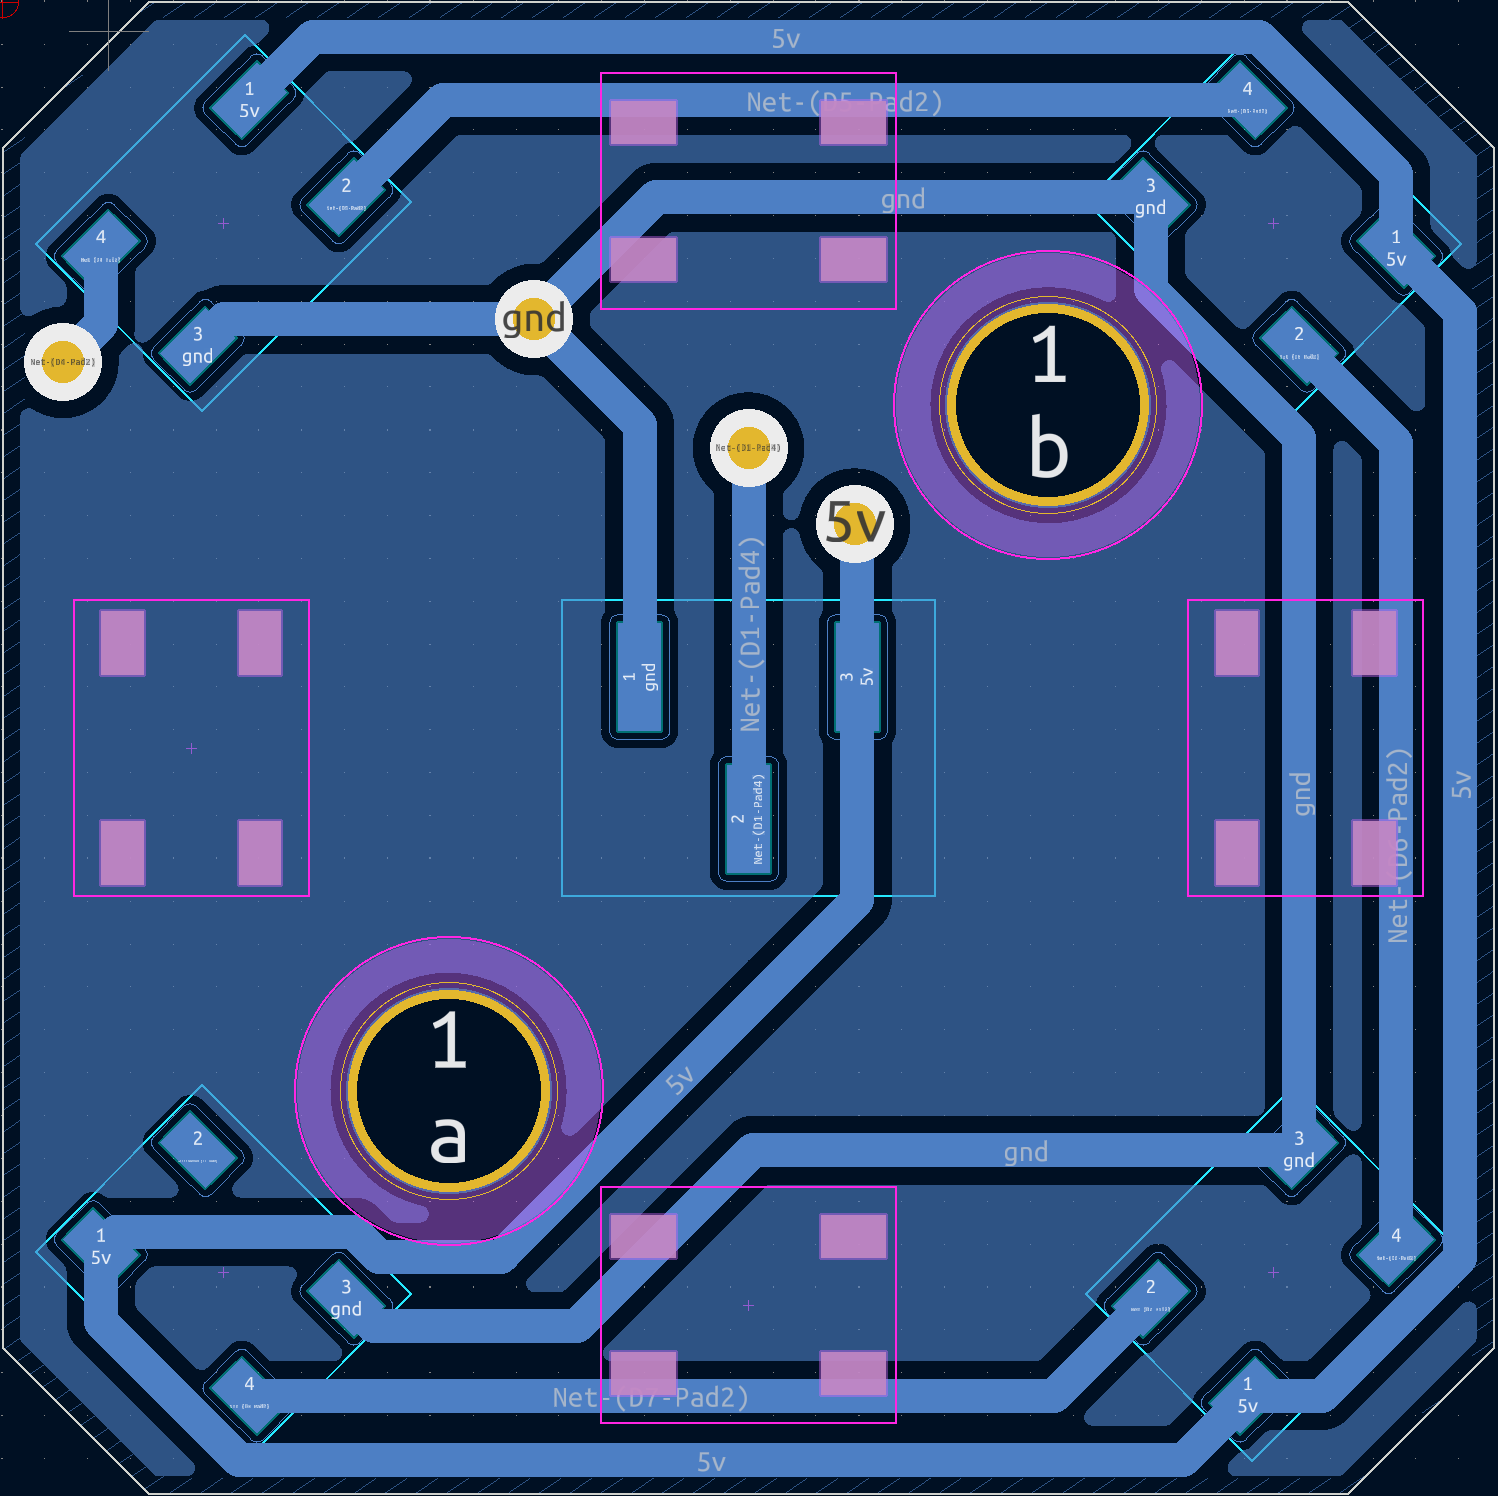 5v
1
5v
Net-(D5-Pad2)
4
2
3
gnd
gnd
4
1
5v
3
gnd
gnd
2
Net-(D4-Pad2)
1
b
Net-(D1-Pad4)
5v
Net-(D1-Pad4)
1
gnd
3
5v
2
Net-(D1-Pad4)
gnd
Net-(D6-Pad2)
5v
1
a
5v
2
gnd
3
gnd
1
5v
4
3
gnd
2
4
Net-(D7-Pad2)
1
5v
5v